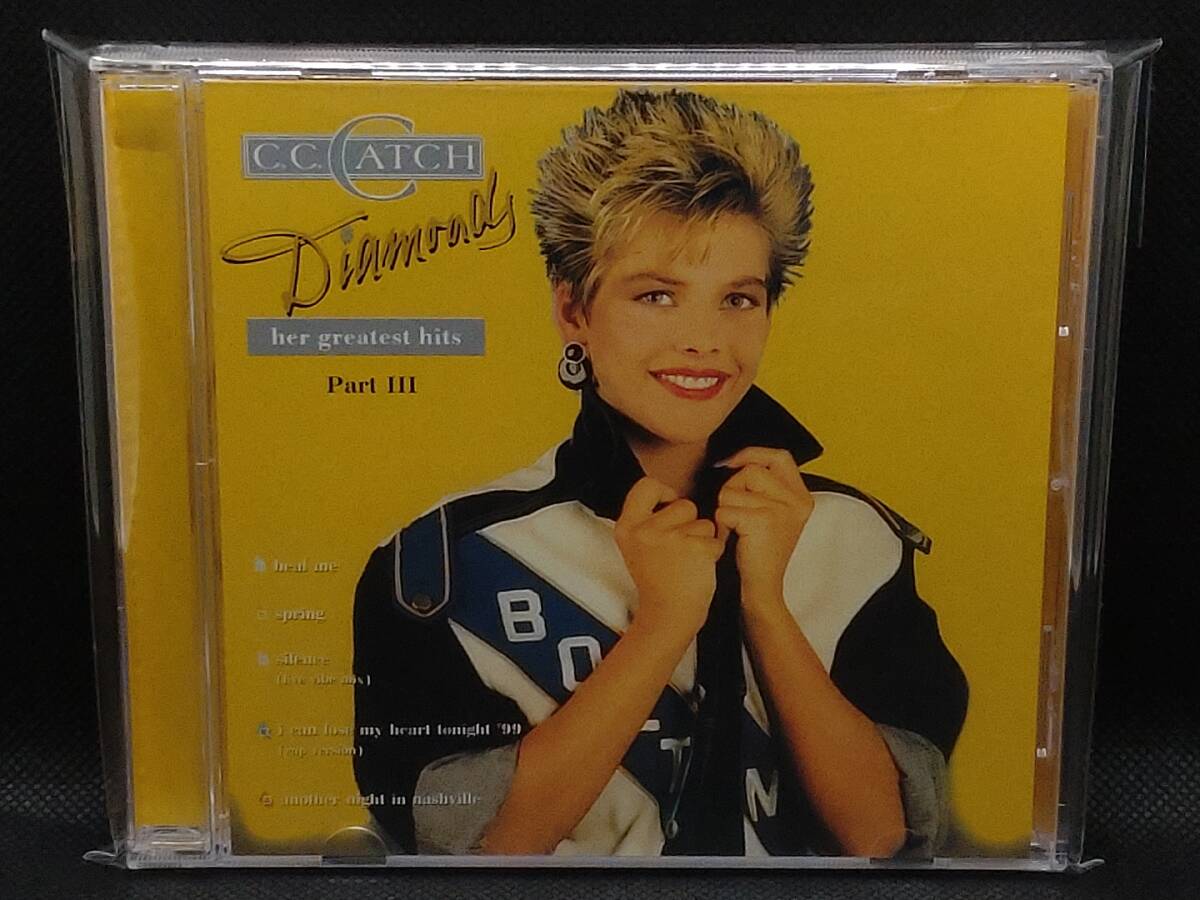 C.C. CATCH
Diamonds
her greatest hits
Part III
heal me
spring
silence
(live vibe mix)
i can lose my heart tonight '99
(rap version)
another night in nashville
BO
T
N